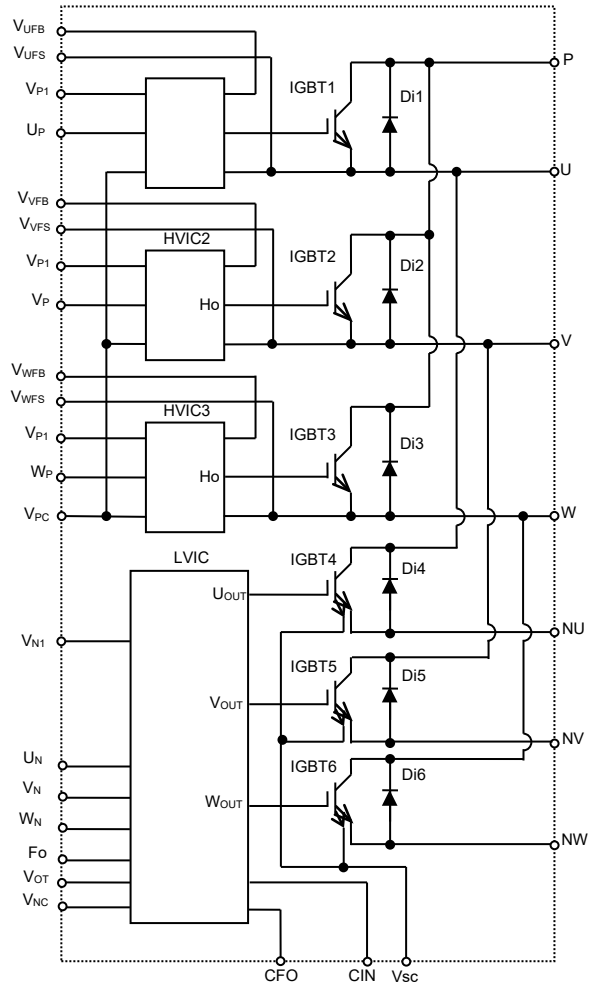 VUFB
VUFS
P
IGBT1
VP1
Di1
UP
U
VVFB
VVFS
HVIC2
IGBT2
VP1
Di2
VP
Ho
V
VWFB
VWFS
HVIC3
IGBT3
VP1
Di3
WP
Ho
VPC
W
LVIC
IGBT4
UOUT
Di4
VN1
NU
IGBT5
Di5
VOUT
UN
NV
IGBT6
Di6
VN
WOUT
WN
NW
Fo
VOT
VNC
CFO
CIN
Vsc